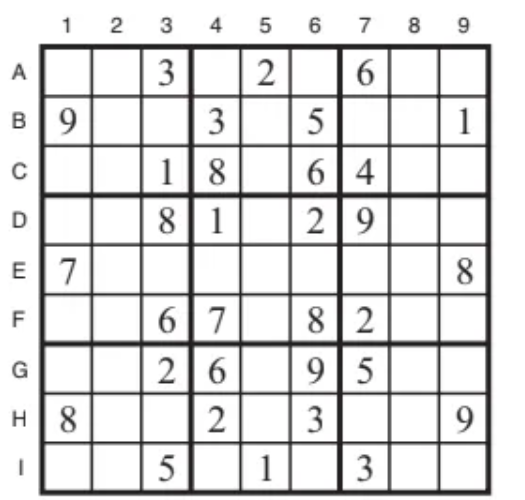 1 2 3 4 5 6 7 8 9
A 3 2 6
B 9 3 5 1
C 1 8 6 4
D 8 1 2 9
E 7 8
F 6 7 8 2
G 2 6 9 5
H 8 2 3 9
I 5 1 3